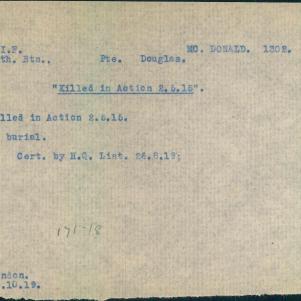 I.F. MC. DONALD. 1302.
th. Btn., Pte. Douglas.
"Killed in Action 2.5.15".
lled in Action 2.5.15.
burial.
Cert. by H.Q. List. 26.8.19;
171-18
ndon.
.10.19.